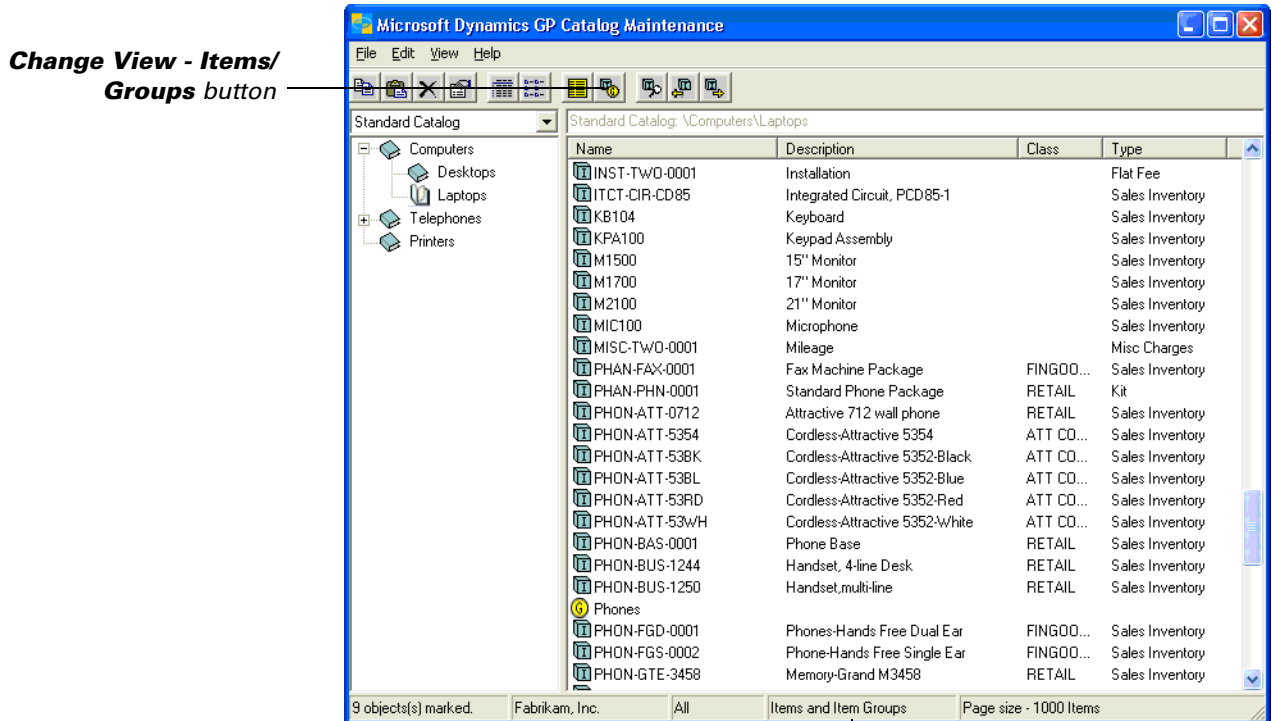 Microsoft Dynamics GP Catalog Maintenance
File Edit View Help
Change View - Items/
Groups button
Standard Catalog
Standard Catalog: \Computers\Laptops
Computers
Desktops
Laptops
Telephones
Printers
Name Description Class Type
INST-TWO-0001 Installation Flat Fee
ITCT-CIR-CD85 Integrated Circuit, PCD85-1 Sales Inventory
KB104 Keyboard Sales Inventory
KPA100 Keypad Assembly Sales Inventory
M1500 15'' Monitor Sales Inventory
M1700 17'' Monitor Sales Inventory
M2100 21'' Monitor Sales Inventory
MIC100 Microphone Sales Inventory
MISC-TWO-0001 Mileage Misc Charges
PHAN-FAX-0001 Fax Machine Package FINGOO... Sales Inventory
PHAN-PHN-0001 Standard Phone Package RETAIL Kit
PHON-ATT-0712 Attractive 712 wall phone RETAIL Sales Inventory
PHON-ATT-5354 Cordless-Attractive 5354 ATT CO... Sales Inventory
PHON-ATT-53BK Cordless-Attractive 5352-Black ATT CO... Sales Inventory
PHON-ATT-53BL Cordless-Attractive 5352-Blue ATT CO... Sales Inventory
PHON-ATT-53RD Cordless-Attractive 5352-Red ATT CO... Sales Inventory
PHON-ATT-53WH Cordless-Attractive 5352-White ATT CO... Sales Inventory
PHON-BAS-0001 Phone Base RETAIL Sales Inventory
PHON-BUS-1244 Handset, 4-line Desk RETAIL Sales Inventory
PHON-BUS-1250 Handset,multi-line RETAIL Sales Inventory
G Phones
PHON-FGD-0001 Phones-Hands Free Dual Ear FINGOO... Sales Inventory
PHON-FGS-0002 Phone-Hands Free Single Ear FINGOO... Sales Inventory
PHON-GTE-3458 Memory-Grand M3458 RETAIL Sales Inventory
9 objects(s) marked. Fabrikam, Inc. All Items and Item Groups Page size - 1000 Items